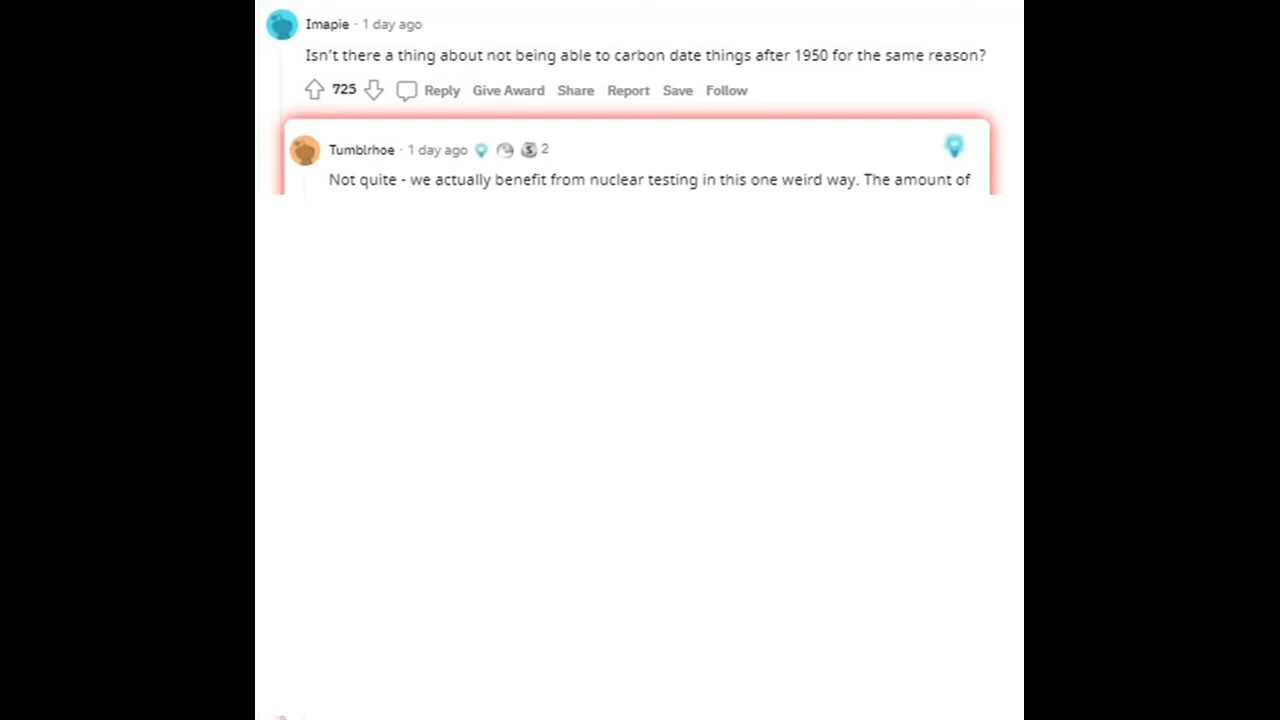 Imapie · 1 day ago
Isn't there a thing about not being able to carbon date things after 1950 for the same reason?
725 Reply Give Award Share Report Save Follow
Tumblrhoe · 1 day ago 2
Not quite - we actually benefit from nuclear testing in this one weird way. The amount of